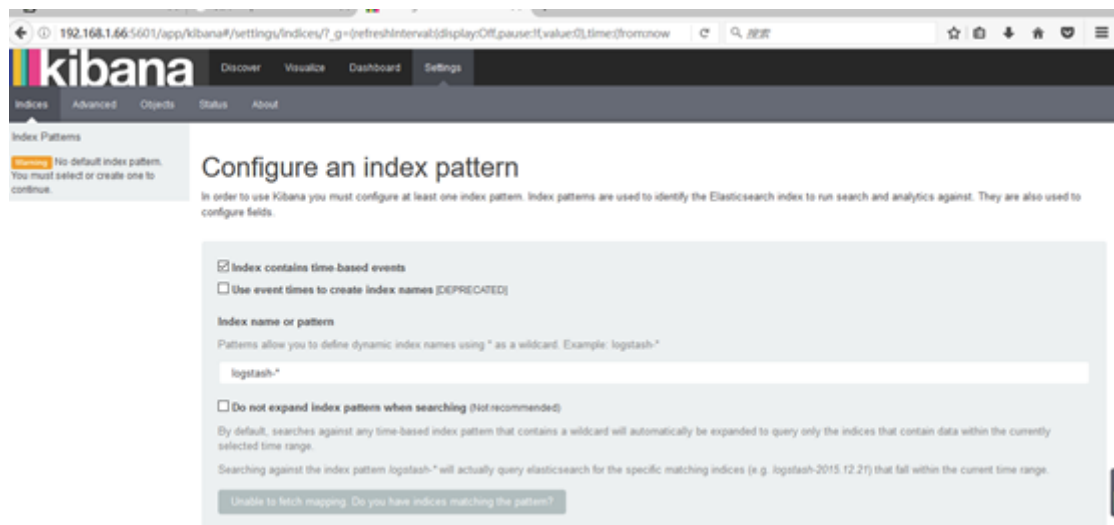 192.168.1.66:5601/app/kibana#/settings/indices/?_g=(refreshInterval:(display:Off,pause:!f,value:0),time:(from:now
搜索
kibana
Discover Visualize Dashboard Settings
Indices Advanced Objects Status About
Index Patterns
Warning No default index pattern.
You must select or create one to
continue.
Configure an index pattern
In order to use Kibana you must configure at least one index pattern. Index patterns are used to identify the Elasticsearch index to run search and analytics against. They are also used to
configure fields.
Index contains time-based events
Use event times to create index names [DEPRECATED]
Index name or pattern
Patterns allow you to define dynamic index names using * as a wildcard. Example: logstash-*
logstash-*
Do not expand index pattern when searching (Not recommended)
By default, searches against any time-based index pattern that contains a wildcard will automatically be expanded to query only the indices that contain data within the currently
selected time range.
Searching against the index pattern logstash-* will actually query elasticsearch for the specific matching indices (e.g. logstash-2015.12.21) that fall within the current time range.
Unable to fetch mapping. Do you have indices matching the pattern?